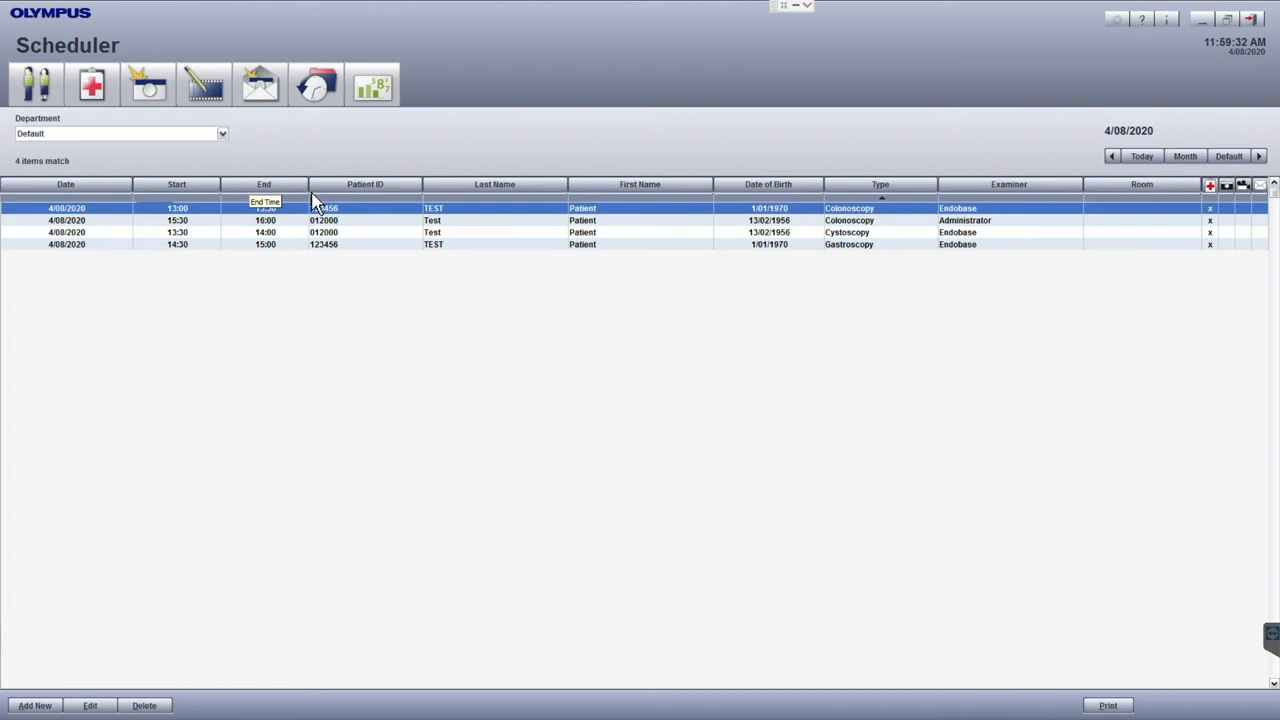 OLYMPUS
Scheduler
11:59:32 AM
4/08/2020
Department
Default
4/08/2020
4 items match
Today Month Default
Date Start End Patient ID Last Name First Name Date of Birth Type Examiner Room
End Time
4/08/2020 13:00 456 TEST Patient 1/01/1970 Colonoscopy Endobase x
4/08/2020 15:30 16:00 012000 Test Patient 13/02/1956 Colonoscopy Administrator x
4/08/2020 13:30 14:00 012000 Test Patient 13/02/1956 Cystoscopy Endobase x
4/08/2020 14:30 15:00 123456 TEST Patient 1/01/1970 Gastroscopy Endobase x
Add New Edit Delete Print